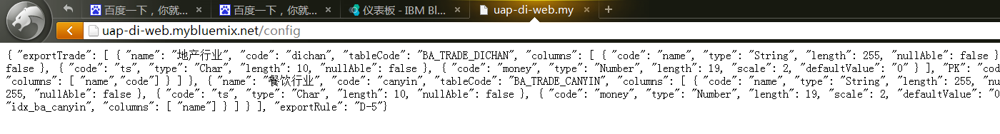 百度一下，你就... 百度一下，你就... 仪表板 - IBM Bl... uap-di-web.my
uap-di-web.mybluemix.net/config
{ "exportTrade": [ { "name": "地产行业", "code": "dichan", "tableCode": "BA_TRADE_DICHAN", "columns": [ { "code": "name", "type": "String", "length": 255, "nullAble": false }
false }, { "code": "ts", "type": "Char", "length": 10, "nullAble": false }, { "code": "money", "type": "Number", "length": 19, "scale": 2, "defaultValue": "0" } ], "PK": "cod
"columns": [ "name","code"] } ] }, { "name": "餐饮行业", "code": "canyin", "tableCode": "BA_TRADE_CANYIN", "columns": [ { "code": "name", "type": "String", "length": 255, "nu
255, "nullAble": false }, { "code": "ts", "type": "Char", "length": 10, "nullAble": false }, { "code": "money", "type": "Number", "length": 19, "scale": 2, "defaultValue": "0
"idx_ba_canyin", "columns": [ "name"] } ] } ], "exportRule": "D-5"}